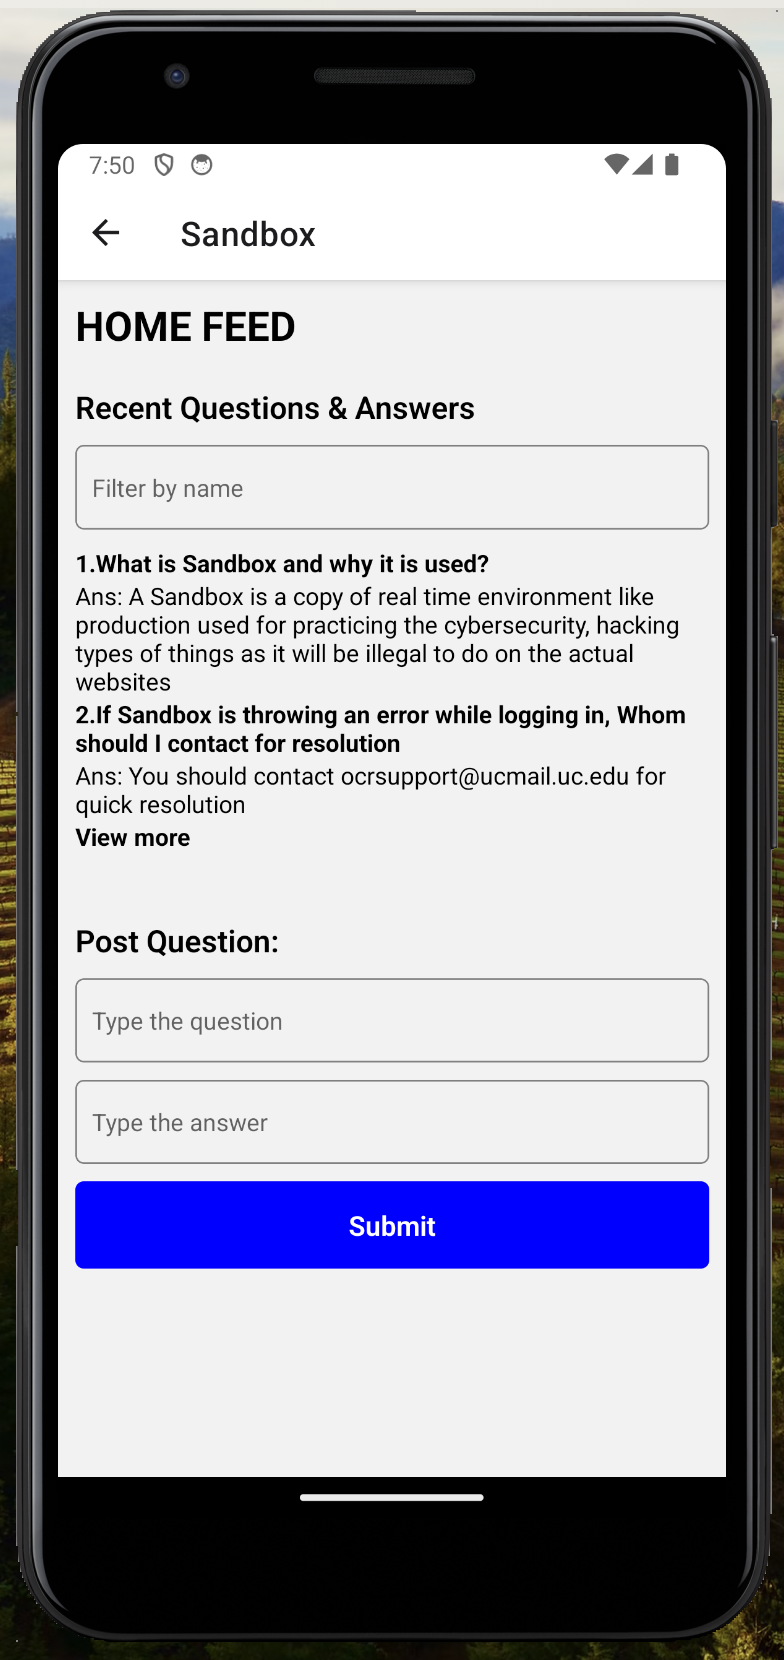 7:50
Sandbox
HOME FEED
Recent Questions & Answers
Filter by name
1.What is Sandbox and why it is used?
Ans: A Sandbox is a copy of real time environment like
production used for practicing the cybersecurity, hacking
types of things as it will be illegal to do on the actual
websites
2.If Sandbox is throwing an error while logging in, Whom
should I contact for resolution
Ans: You should contact ocrsupport@ucmail.uc.edu for
quick resolution
View more
Post Question:
Type the question
Type the answer
Submit